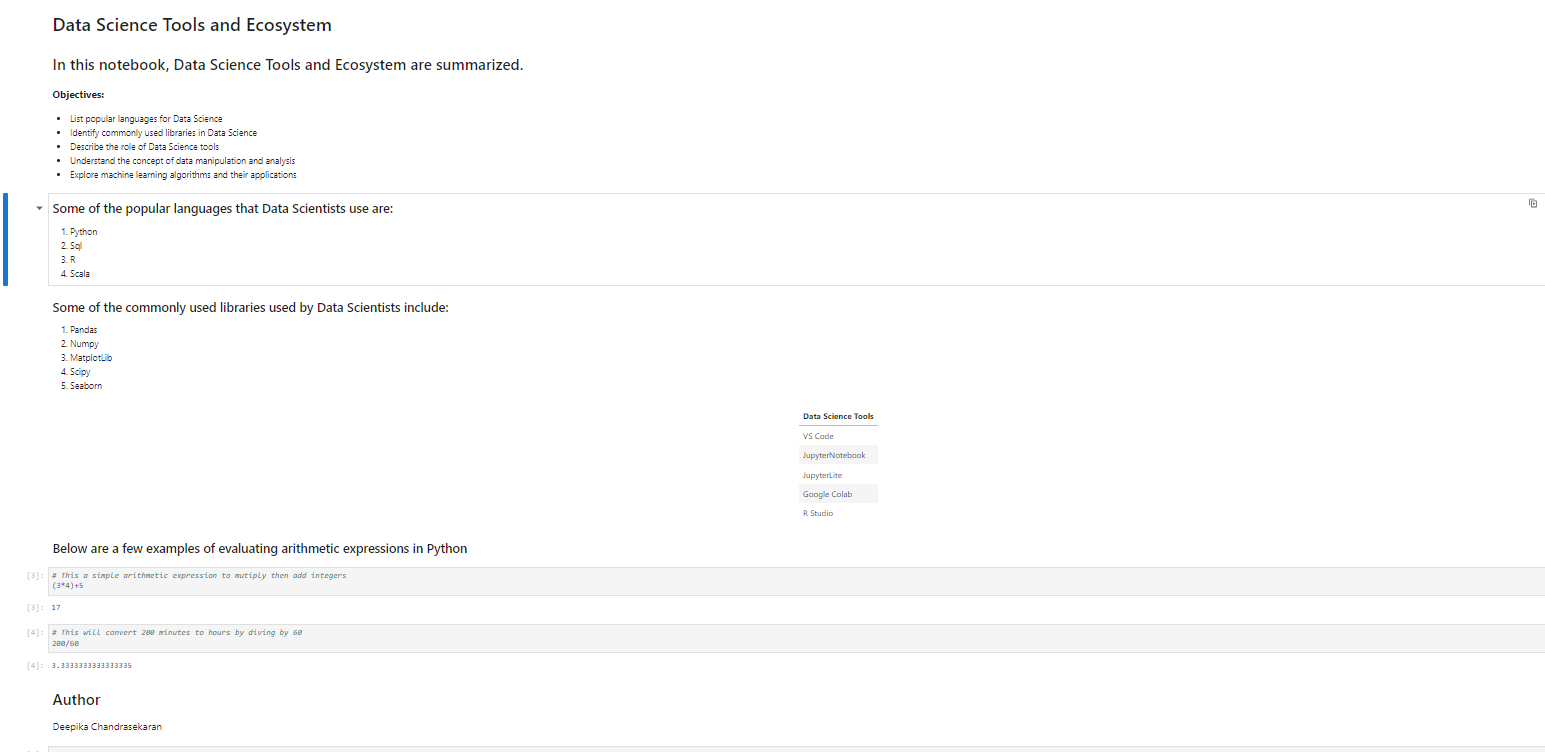 Data Science Tools and Ecosystem
In this notebook, Data Science Tools and Ecosystem are summarized.
Objectives:
• List popular languages for Data Science
• Identify commonly used libraries in Data Science
• Describe the role of Data Science tools
• Understand the concept of data manipulation and analysis
• Explore machine learning algorithms and their applications
Some of the popular languages that Data Scientists use are:
1. Python
2. Sql
3. R
4. Scala
Some of the commonly used libraries used by Data Scientists include:
1. Pandas
2. Numpy
3. MatplotLib
4. Scipy
5. Seaborn
Data Science Tools
VS Code
JupyterNotebook
JupyterLite
Google Colab
R Studio
Below are a few examples of evaluating arithmetic expressions in Python
[3]: # This a simple arithmetic expression to mutiply then add integers
(3*4)+5
[3]: 17
[4]: # This will convert 200 minutes to hours by diving by 60
200/60
[4]: 3.3333333333333335
Author
Deepika Chandrasekaran